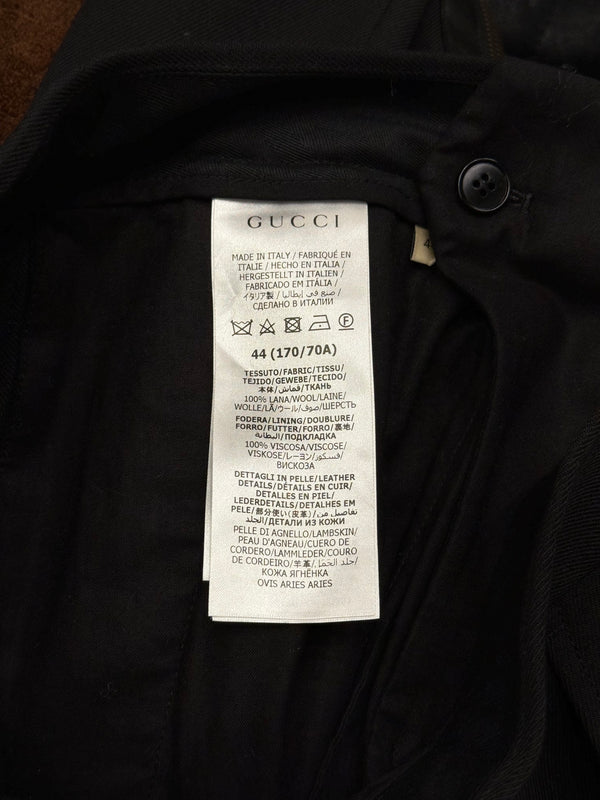 GUCCI
MADE IN ITALY / FABRIQUÉ EN
ITALIE / HECHO EN ITALIA /
HERGESTELLT IN ITALIEN /
FABRICADO EM ITÁLIA /
イタリア製 / صنع في إيطاليا /
СДЕЛАНО В ИТАЛИИ
44 (170/70A)
TESSUTO/FABRIC/TISSU/
TEJIDO/GEWEBE/TECIDO/
本体/قماش/ТКАНЬ
100% LANA/WOOL/LAINE/
WOLLE/LÃ/ウール/صوف/ШЕРСТЬ
FODERA/LINING/DOUBLURE/
FORRO/FUTTER/FORRO/裏地/
البطانه/ПОДКЛАДКА
100% VISCOSA/VISCOSE/
VISKOSE/レーヨン/فسكوز/
ВИСКОЗА
DETTAGLI IN PELLE/LEATHER
DETAILS/DÉTAILS EN CUIR/
DETALLES EN PIEL/
LEDERDETAILS/DETALHES EM
PELE/部分使い(皮革)/تفاصيل من
الجلد/ДЕТАЛИ ИЗ КОЖИ
PELLE DI AGNELLO/LAMBSKIN/
PEAU D'AGNEAU/CUERO DE
CORDERO/LAMMLEDER/COURO
DE CORDEIRO/羊革/جلد الحمَل/
КОЖА ЯГНЁНКА
OVIS ARIES ARIES